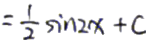 = 1/2 sin2x + C